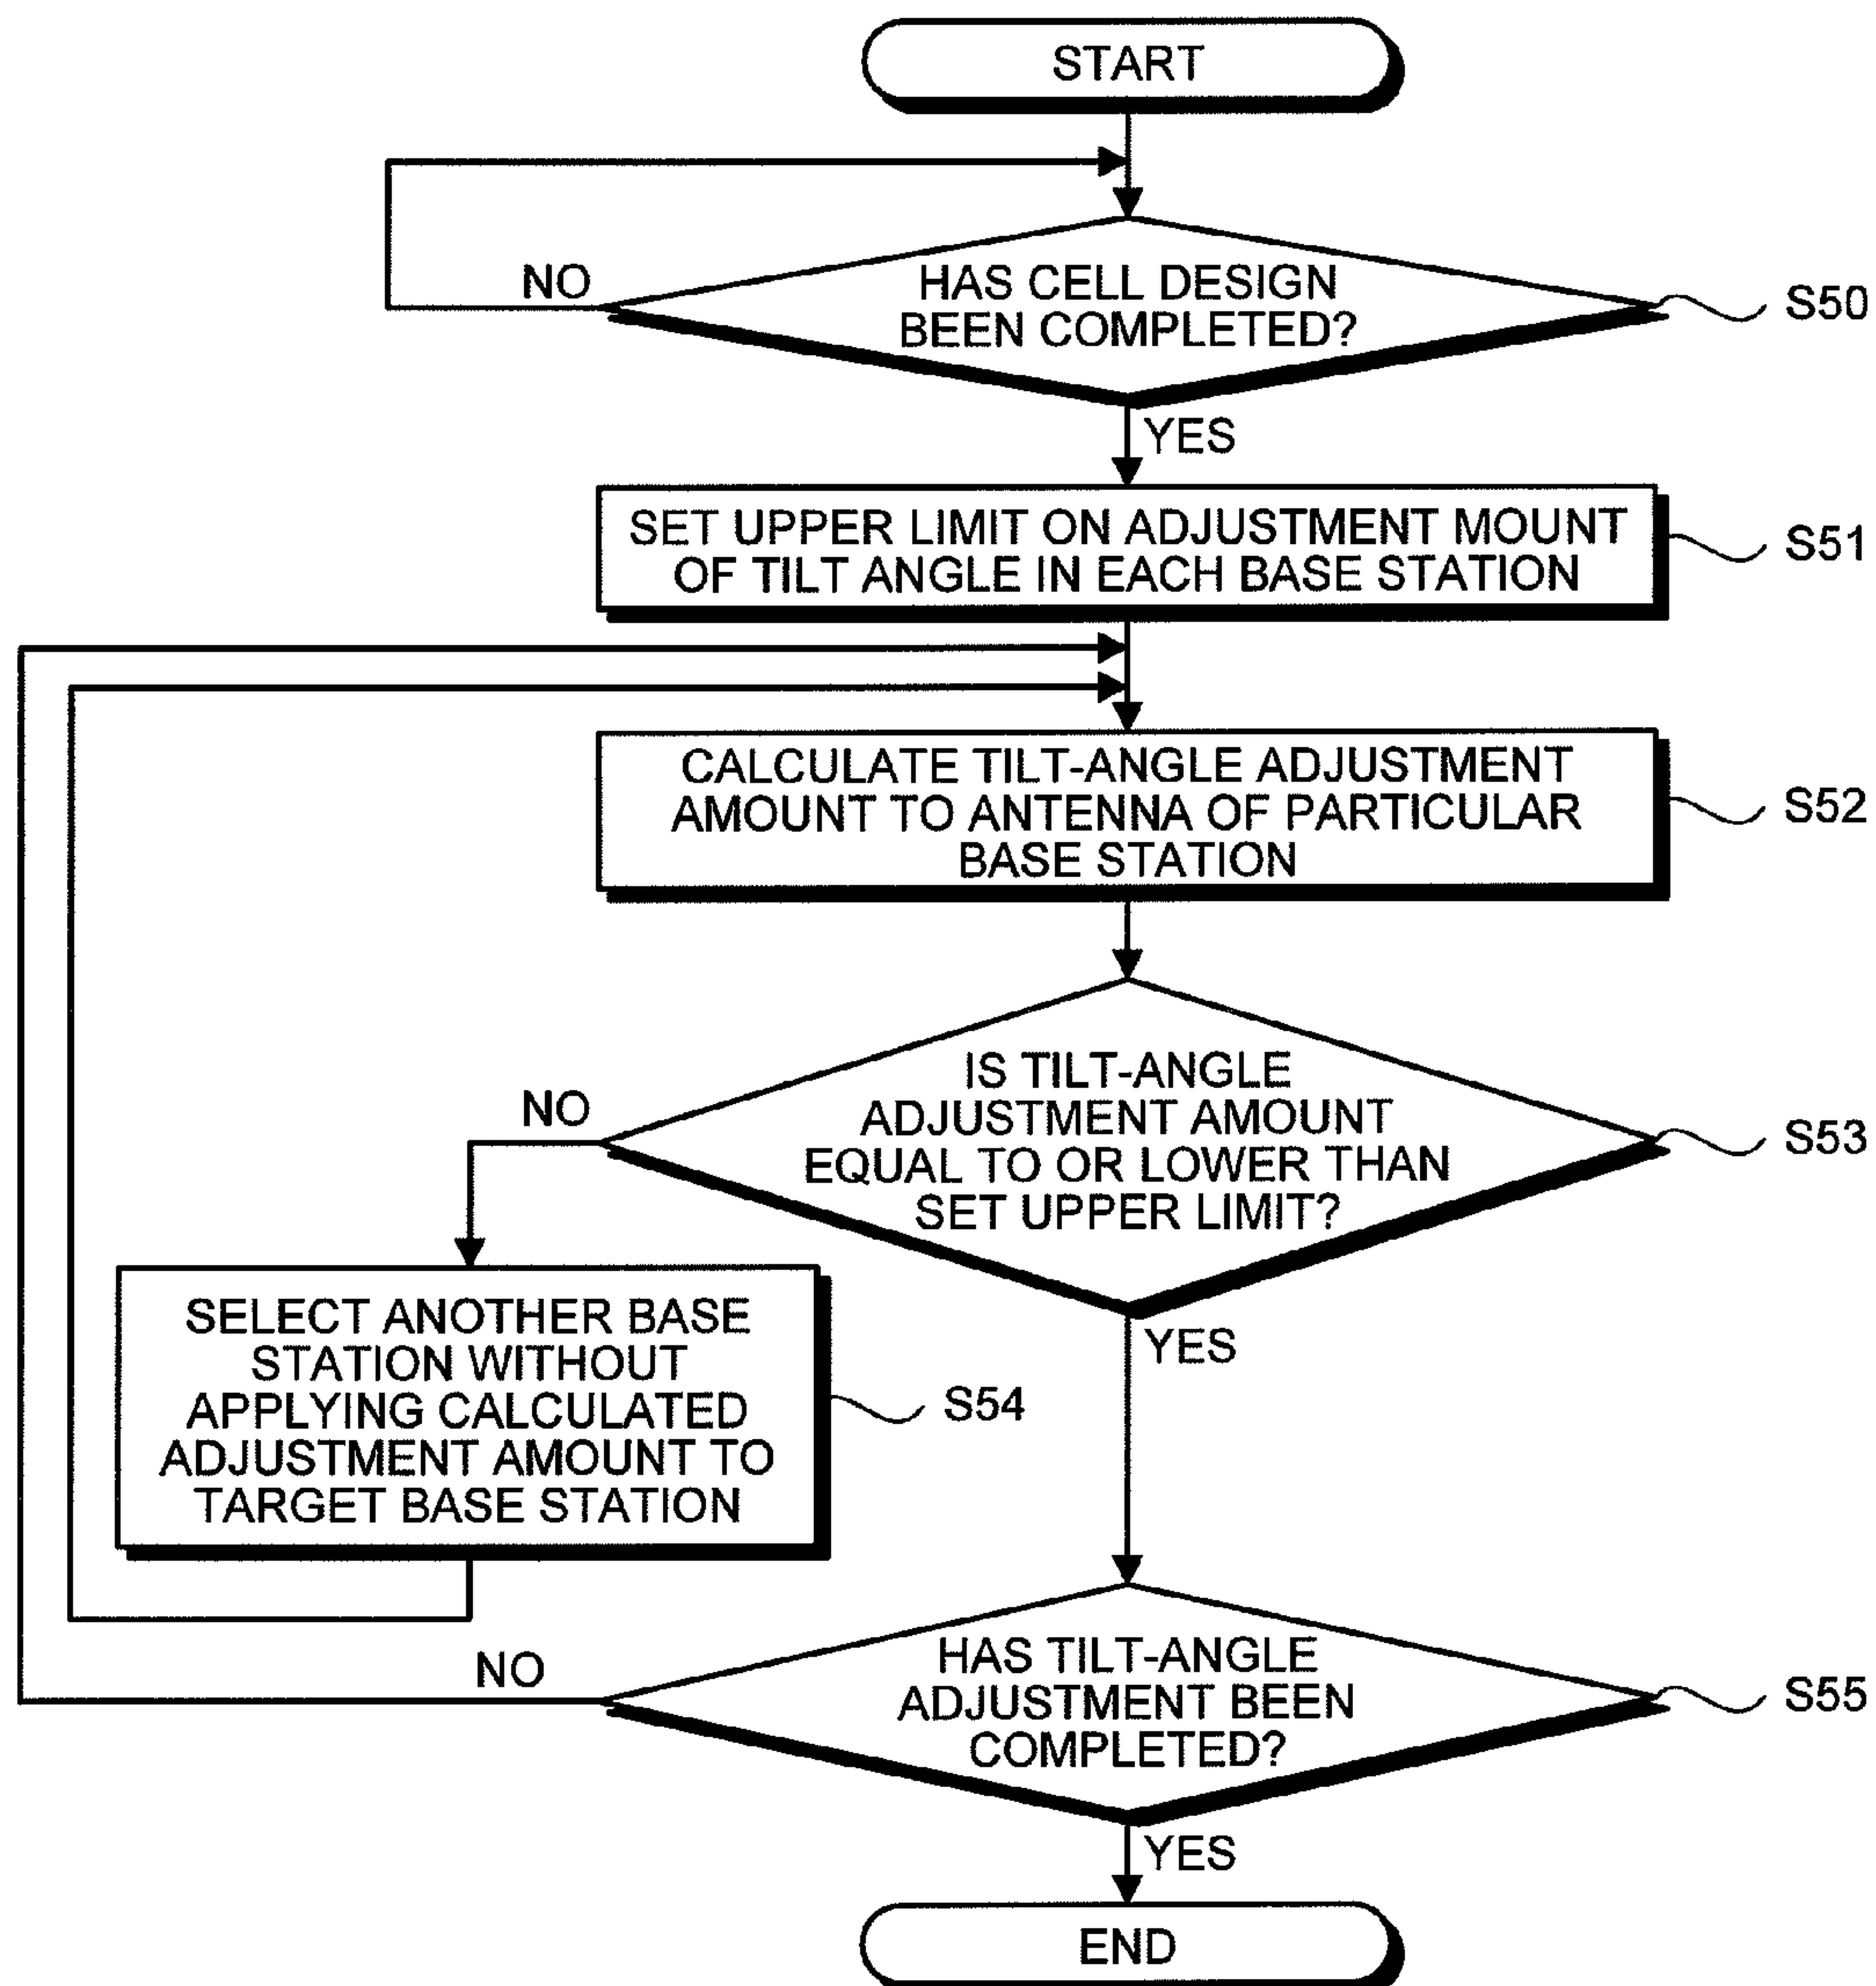 START
NO
HAS CELL DESIGN
BEEN COMPLETED?
S50
YES
SET UPPER LIMIT ON ADJUSTMENT MOUNT
OF TILT ANGLE IN EACH BASE STATION
S51
CALCULATE TILT-ANGLE ADJUSTMENT
AMOUNT TO ANTENNA OF PARTICULAR
BASE STATION
S52
NO
IS TILT-ANGLE
ADJUSTMENT AMOUNT
EQUAL TO OR LOWER THAN
SET UPPER LIMIT?
S53
YES
SELECT ANOTHER BASE
STATION WITHOUT
APPLYING CALCULATED
ADJUSTMENT AMOUNT TO
TARGET BASE STATION
S54
NO
HAS TILT-ANGLE
ADJUSTMENT BEEN
COMPLETED?
S55
YES
END